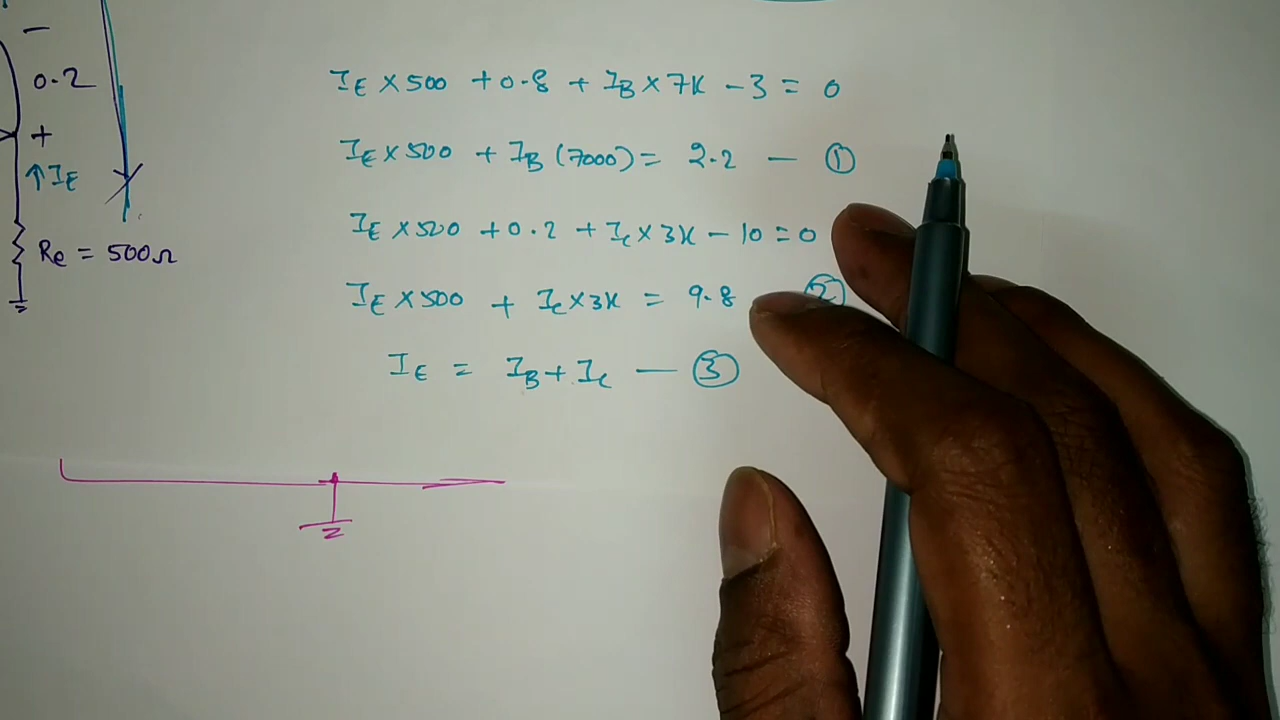 −
0.2
+
↑IE
Re = 500Ω
IE × 500 + 0.8 + IB × 7K − 3 = 0
IE × 500 + IB (7000) = 2.2 — ①
IE × 500 + 0.2 + IC × 3K − 10 = 0
IE × 500 + IC × 3K = 9.8 ②
IE = IB + IC — ③